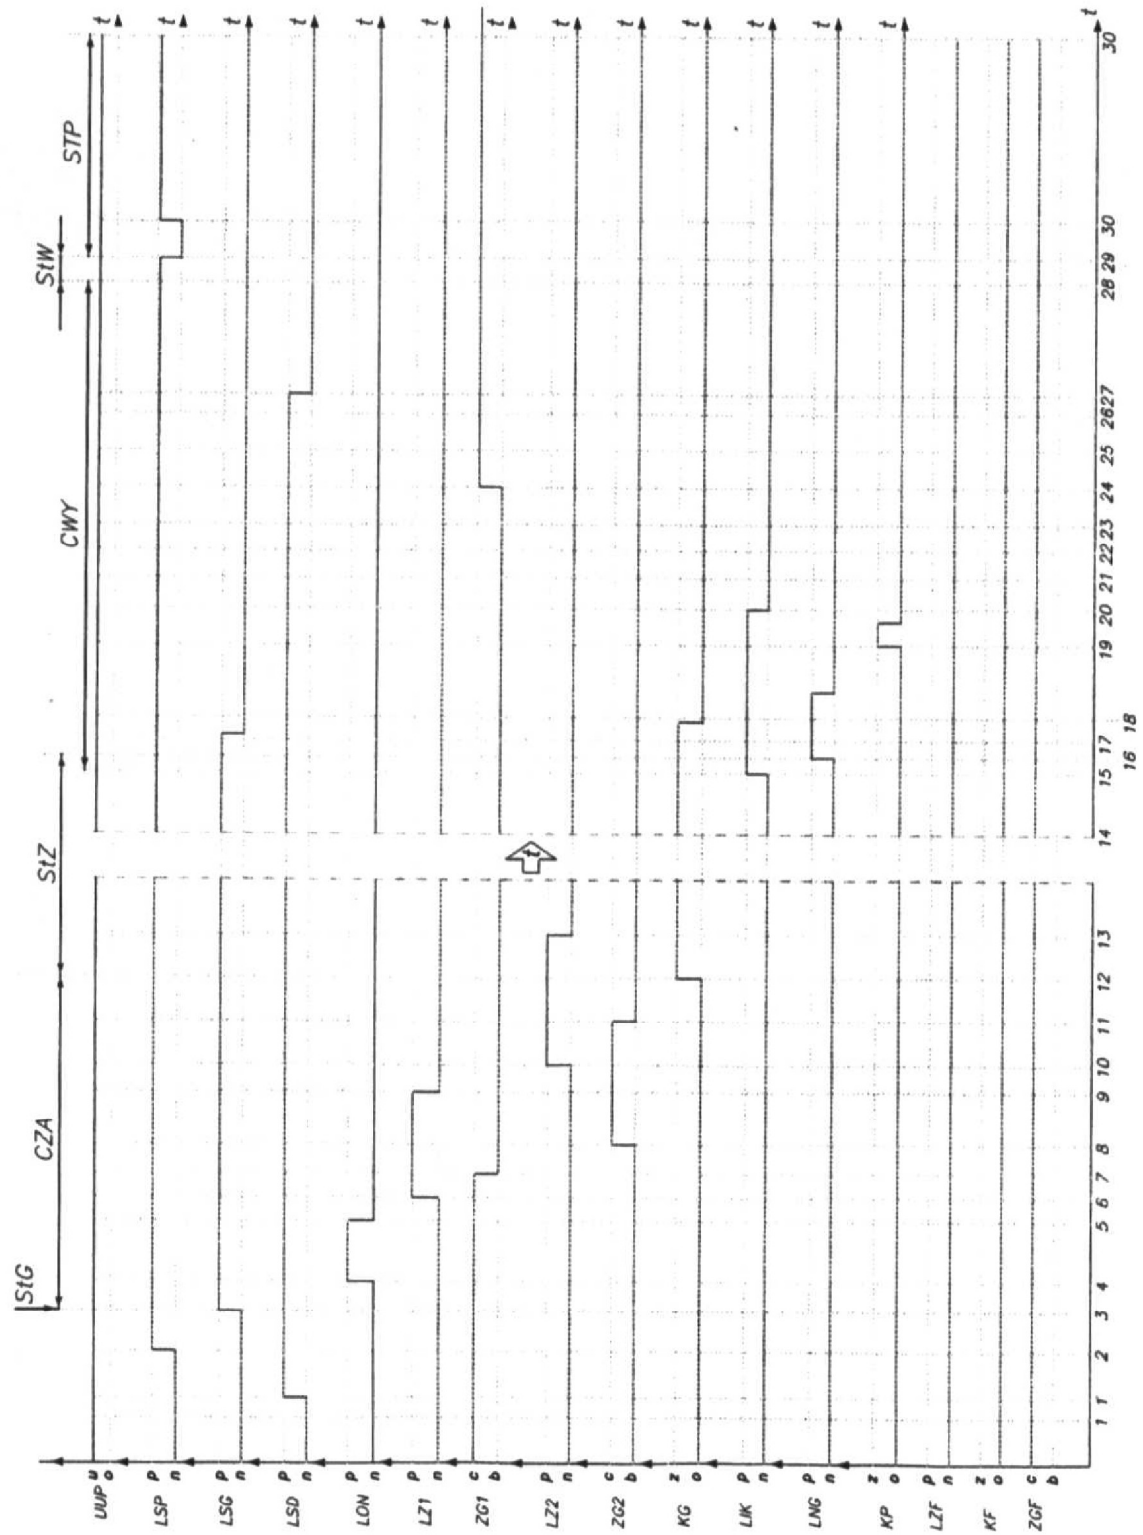 StG
CZA
StZ
CWY
StW
STP
UUP u o t
LSP p n t
LSG p n t
LSD p n t
LON p n t
LZ1 p n t
ZG1 c b t
LZ2 p n t
ZG2 c b t
KG z o t
LIK p n t
LNG p n t
KP z o t
LZF p n
KF z o
ZGF c b
t
1 1' 2 3 4 5 6 7 8 9 10 11 12 13 14 15 17 19 20 21 22 23 24 25 26 27 28 29 30 30 t
16 18